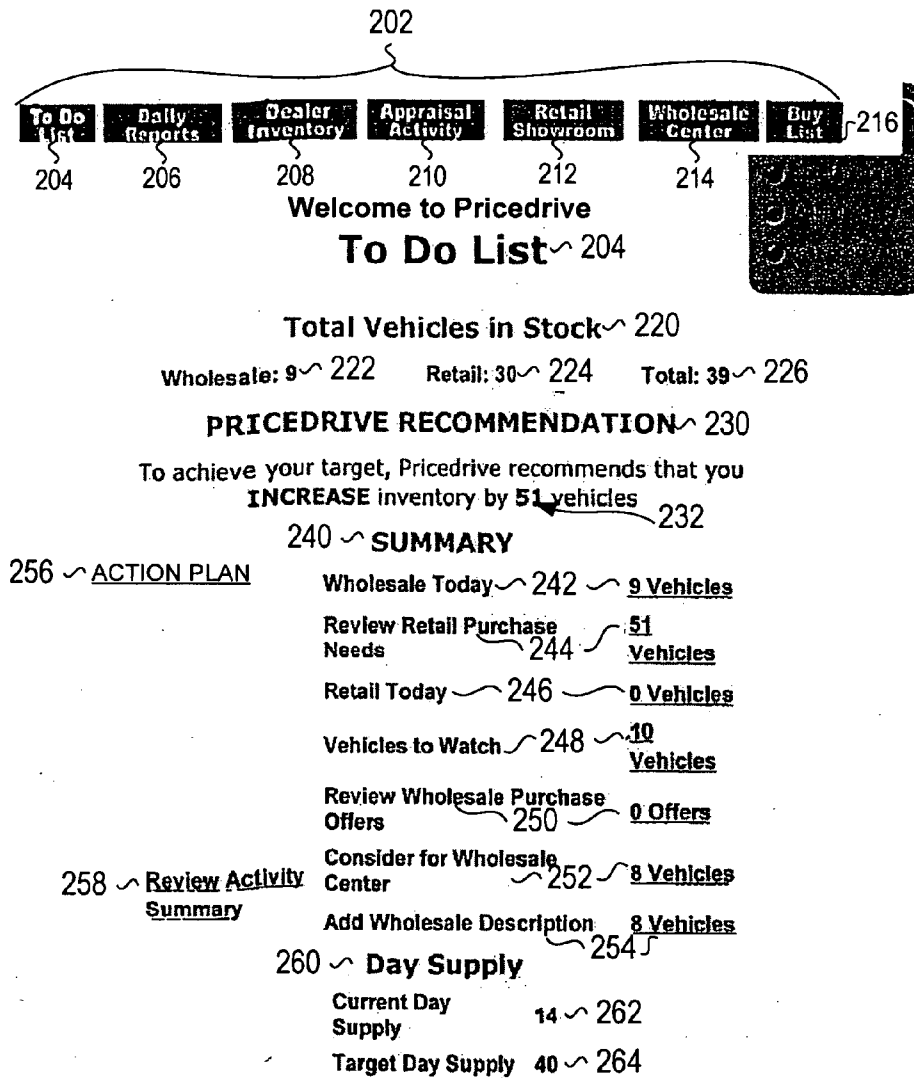 202
To Do List Daily Reports Dealer Inventory Appraisal Activity Retail Showroom Wholesale Center Buy List 216
204 206 208 210 212 214
Welcome to Pricedrive
To Do List 204
Total Vehicles in Stock 220
Wholesale: 9 222 Retail: 30 224 Total: 39 226
PRICEDRIVE RECOMMENDATION 230
To achieve your target, Pricedrive recommends that you
INCREASE inventory by 51 vehicles
232
240 SUMMARY
256 ACTION PLAN
Wholesale Today 242 9 Vehicles
Review Retail Purchase 51
Needs 244 Vehicles
Retail Today 246 0 Vehicles
Vehicles to Watch 248 10
Vehicles
Review Wholesale Purchase
Offers 250 0 Offers
Consider for Wholesale
Center 252 8 Vehicles
258 Review Activity
Summary
Add Wholesale Description 8 Vehicles
254
260 Day Supply
Current Day
Supply 14 262
Target Day Supply 40 264